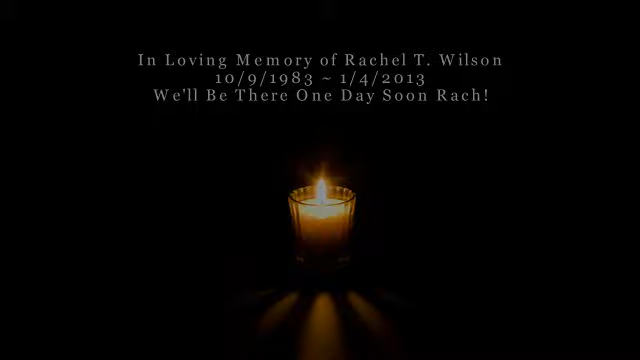 In Loving Memory of Rachel T. Wilson
10/9/1983 ~ 1/4/2013
We'll Be There One Day Soon Rach!